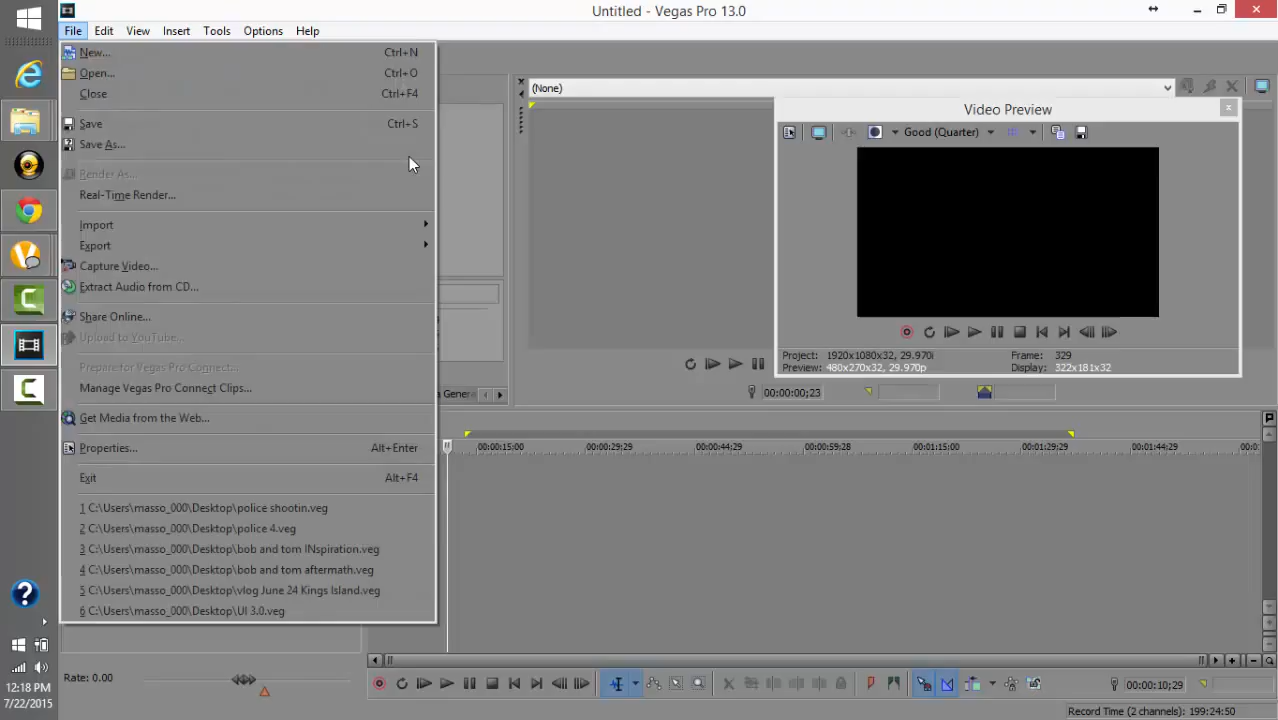 Untitled - Vegas Pro 13.0
File Edit View Insert Tools Options Help
New... Ctrl+N
Open... Ctrl+O
Close Ctrl+F4
Save Ctrl+S
Save As...
Render As...
Real-Time Render...
Import
Export
Capture Video...
Extract Audio from CD...
Share Online...
Upload to YouTube...
Prepare for Vegas Pro Connect...
Manage Vegas Pro Connect Clips...
Get Media from the Web...
Properties... Alt+Enter
Exit Alt+F4
1 C:\Users\masso_000\Desktop\police shootin.veg
2 C:\Users\masso_000\Desktop\police 4.veg
3 C:\Users\masso_000\Desktop\bob and tom INspiration.veg
4 C:\Users\masso_000\Desktop\bob and tom aftermath.veg
5 C:\Users\masso_000\Desktop\vlog June 24 Kings Island.veg
6 C:\Users\masso_000\Desktop\UI 3.0.veg
(None)
Video Preview
Good (Quarter)
Project: 1920x1080x32, 29.970i Frame: 329
Preview: 480x270x32, 29.970p Display: 322x181x32
a Gener
00:00:00;23
00:00:15:00 00:00:29:29 00:00:44:29 00:00:59:28 00:01:15:00 00:01:29:29 00:01:44:29 00:0
Rate: 0.00
00:00:10;29
Record Time (2 channels): 199:24:50
12:18 PM
7/22/2015